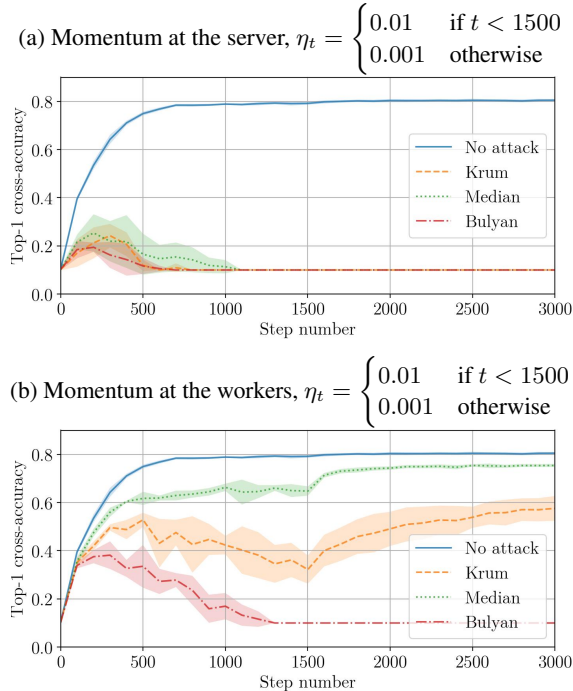 (a) Momentum at the server, η_t = { 0.01 if t < 1500
0.001 otherwise
Top-1 cross-accuracy
0.8
0.6
0.4
0.2
0.0
No attack
Krum
Median
Bulyan
0 500 1000 1500 2000 2500 3000
Step number
(b) Momentum at the workers, η_t = { 0.01 if t < 1500
0.001 otherwise
Top-1 cross-accuracy
0.8
0.6
0.4
0.2
0.0
No attack
Krum
Median
Bulyan
0 500 1000 1500 2000 2500 3000
Step number